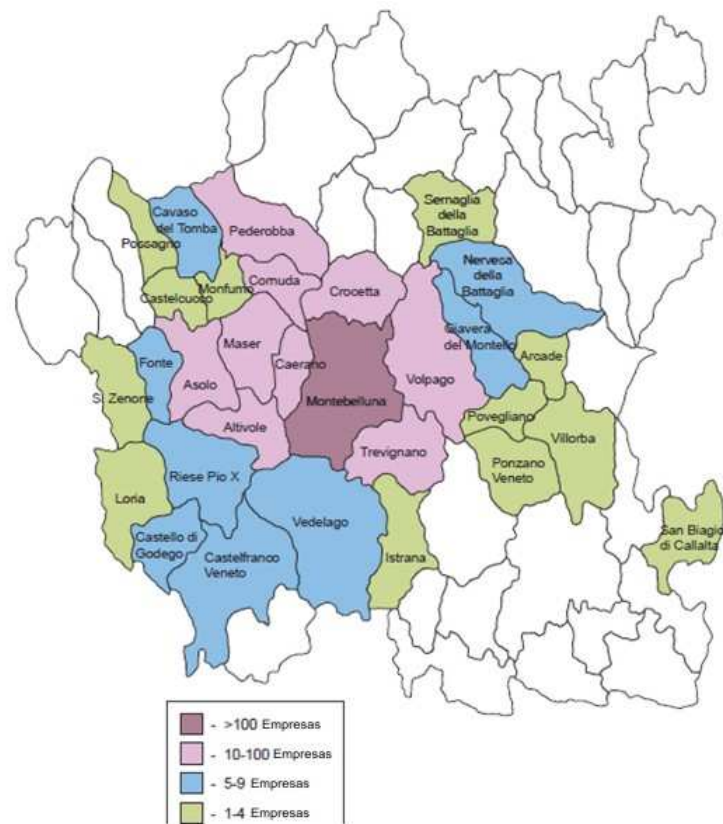 Cavaso
del Tomba
Possagno
Pederobba
Sernaglia
della
Battaglia
Castelcucco
Monfumo
Cornuda
Crocetta
Nervesa
della
Battaglia
Giavera
del Montello
Fonte
Maser
Caerano
Arcade
S. Zenone
Asolo
Montebelluna
Volpago
Altivole
Povegliano
Villorba
Trevignano
Ponzano
Veneto
Riese Pio X
Loria
Vedelago
San Biagio
di Callalta
Castello di
Godego
Castelfranco
Veneto
Istrana
- >100 Empresas
- 10-100 Empresas
- 5-9 Empresas
- 1-4 Empresas